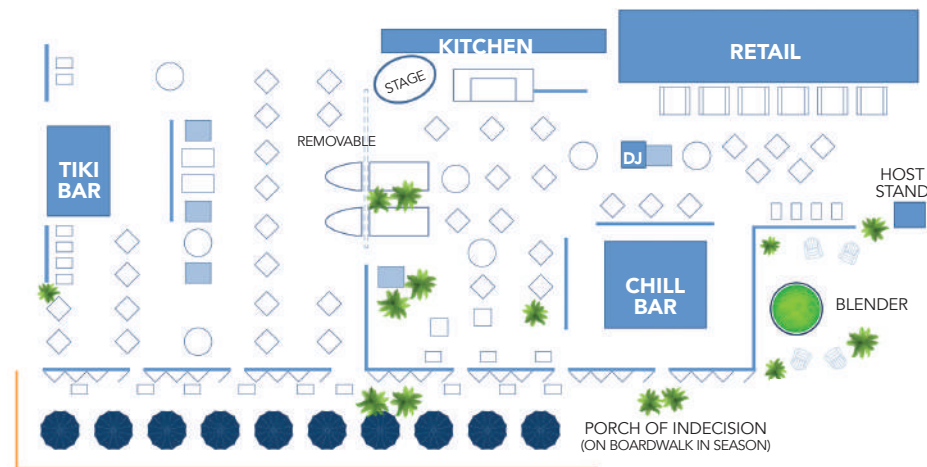 KITCHEN
RETAIL
STAGE
REMOVABLE
TIKI
BAR
DJ
HOST
STAND
CHILL
BAR
BLENDER
PORCH OF INDECISION
(ON BOARDWALK IN SEASON)